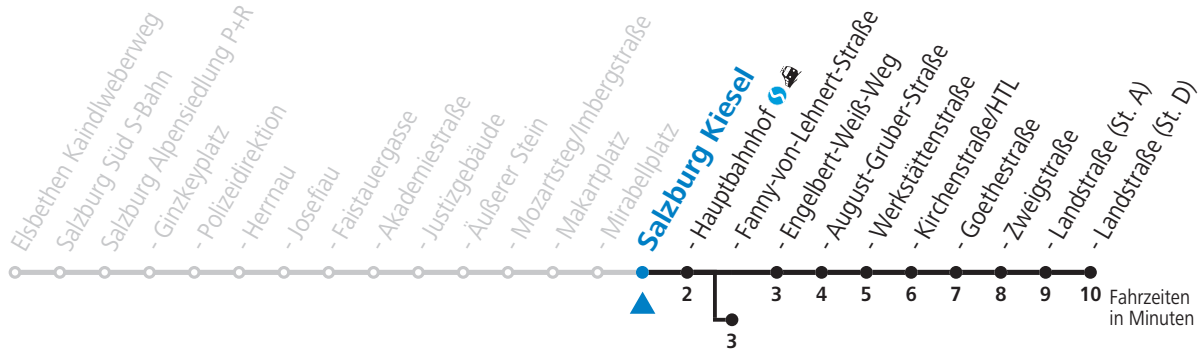 Elsbethen Kaindlweberweg
Salzburg Süd S-Bahn
Salzburg Alpensiedlung P+R
- Ginzkeyplatz
- Polizeidirektion
- Herrnau
- Josefiau
- Faistauergasse
- Akademiestraße
- Justizgebäude
- Äußerer Stein
- Mozartsteg/Imbergstraße
- Makartplatz
- Mirabellplatz
Salzburg Kiesel
- Hauptbahnhof
- Fanny-von-Lehnert-Straße
- Engelbert-Weiß-Weg
- August-Gruber-Straße
- Werkstättenstraße
- Kirchenstraße/HTL
- Goethestraße
- Zweigstraße
- Landstraße (St. A)
- Landstraße (St. D)
2 3 4 5 6 7 8 9 10 Fahrzeiten
in Minuten
3